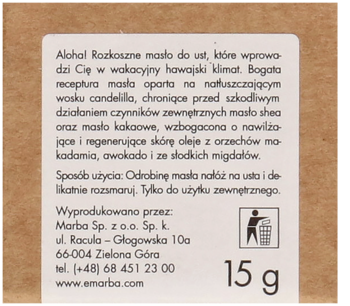 Aloha! Rozkoszne masło do ust, które wprowa-
dzi Cię w wakacyjny hawajski klimat. Bogata
receptura masła oparta na natłuszczającym
wosku candelilla, chroniące przed szkodliwym
działaniem czynników zewnętrznych masło shea
oraz masło kakaowe, wzbogacona o nawilża-
jące i regenerujące skórę oleje z orzechów ma-
kadamia, awokado i ze słodkich migdałów.
Sposób użycia: Odrobinę masła nałóż na usta i de-
likatnie rozsmaruj. Tylko do użytku zewnętrznego.
Wyprodukowano przez:
Marba Sp. z o.o. Sp. k.
ul. Racula – Głogowska 10a
66-004 Zielona Góra
tel. (+48) 68 451 23 00
www.emarba.com
15 g